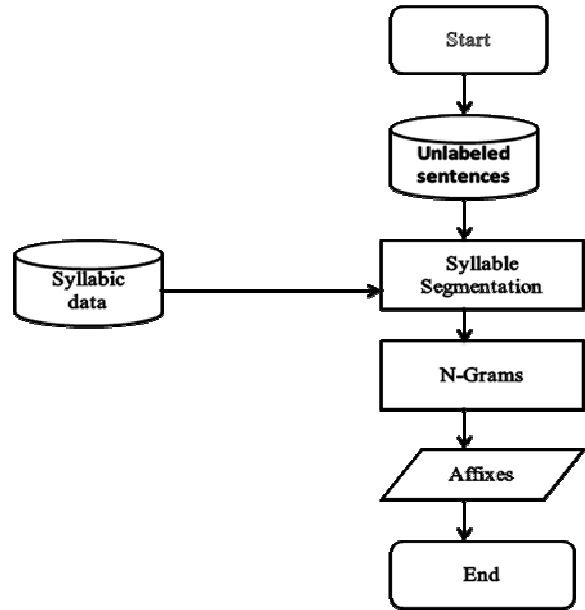 Start
Unlabeled
sentences
Syllabic
data
Syllable
Segmentation
N-Grams
Affixes
End